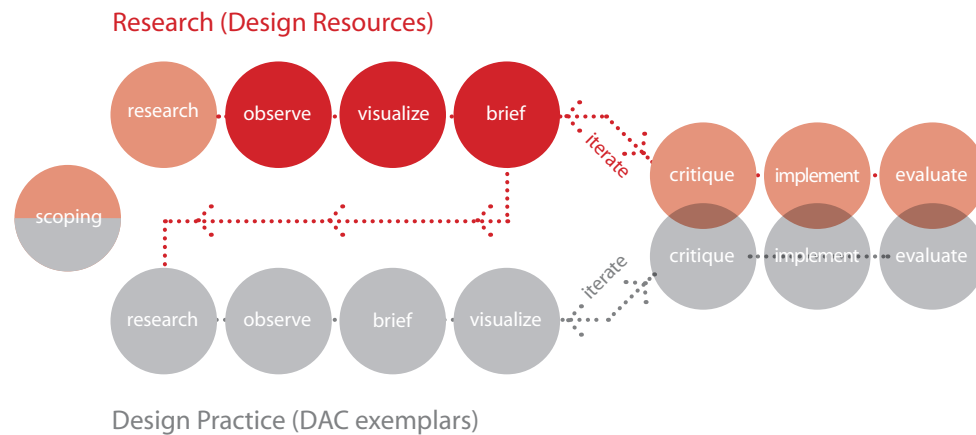 Research (Design Resources)
research observe visualize brief
iterate
critique implement evaluate
scoping
critique implement evaluate
iterate
research observe brief visualize
Design Practice (DAC exemplars)